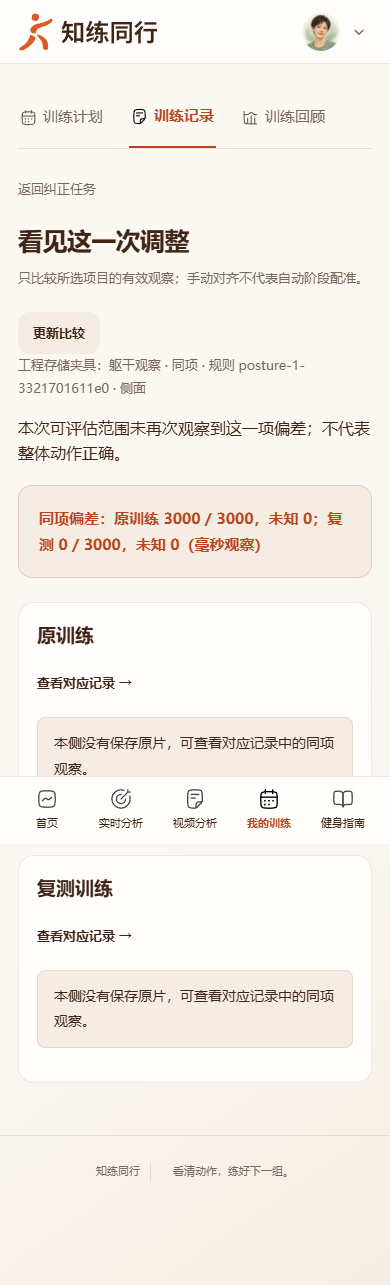 知练同行
训练计划
训练记录
训练回顾
返回纠正任务
看见这一次调整
只比较所选项目的有效观察；手动对齐不代表自动阶段配准。
更新比较
工程存储夹具：躯干观察 · 同项 · 规则 posture-1-
3321701611e0 · 侧面
本次可评估范围未再次观察到这一项偏差；不代表
整体动作正确。
同项偏差：原训练 3000 / 3000，未知 0；复
测 0 / 3000，未知 0（毫秒观察）
原训练
查看对应记录 →
本侧没有保存原片，可查看对应记录中的同项
观察。
首页
实时分析
视频分析
我的训练
健身指南
复测训练
查看对应记录 →
本侧没有保存原片，可查看对应记录中的同项
观察。
知练同行
看清动作，练好下一组。